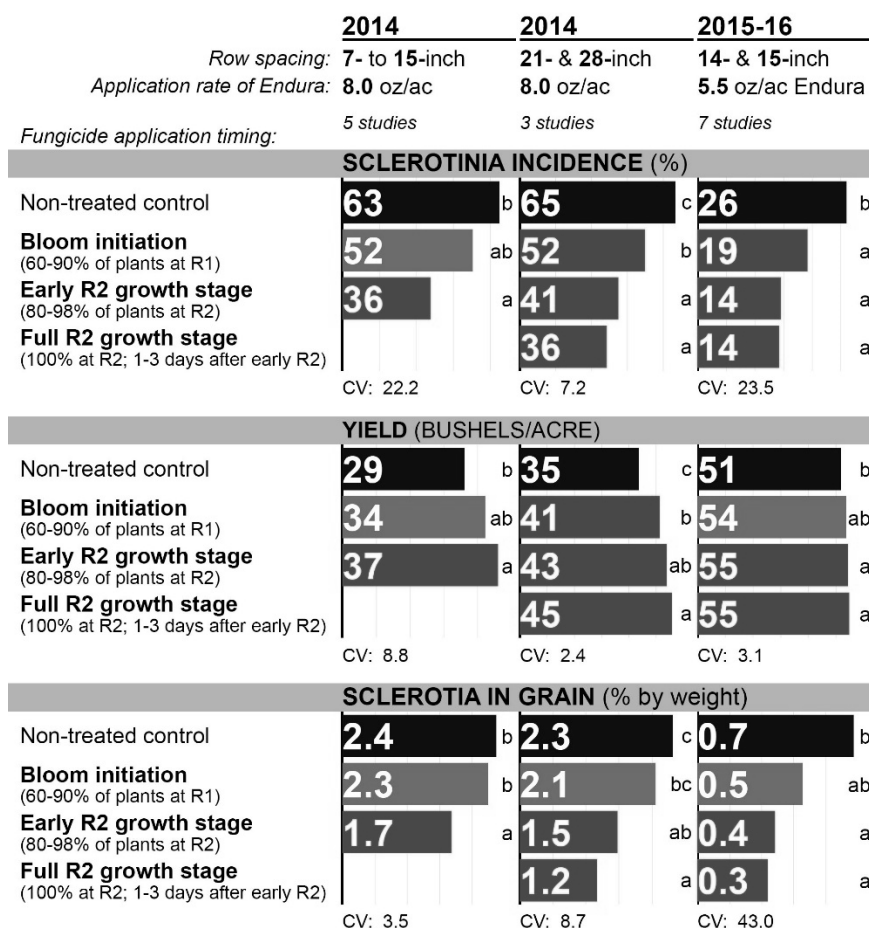 2014 2014 2015-16
Row spacing: 7- to 15-inch 21- & 28-inch 14- & 15-inch
Application rate of Endura: 8.0 oz/ac 8.0 oz/ac 5.5 oz/ac Endura
Fungicide application timing: 5 studies 3 studies 7 studies
SCLEROTINIA INCIDENCE (%)
Non-treated control 63 b 65 c 26 b
Bloom initiation
(60-90% of plants at R1) 52 ab 52 b 19 a
Early R2 growth stage
(80-98% of plants at R2) 36 a 41 a 14 a
Full R2 growth stage
(100% at R2; 1-3 days after early R2) 36 a 14 a
CV: 22.2 CV: 7.2 CV: 23.5
YIELD (BUSHELS/ACRE)
Non-treated control 29 b 35 c 51 b
Bloom initiation
(60-90% of plants at R1) 34 ab 41 b 54 ab
Early R2 growth stage
(80-98% of plants at R2) 37 a 43 ab 55 a
Full R2 growth stage
(100% at R2; 1-3 days after early R2) 45 a 55 a
CV: 8.8 CV: 2.4 CV: 3.1
SCLEROTIA IN GRAIN (% by weight)
Non-treated control 2.4 b 2.3 c 0.7 b
Bloom initiation
(60-90% of plants at R1) 2.3 b 2.1 bc 0.5 ab
Early R2 growth stage
(80-98% of plants at R2) 1.7 a 1.5 ab 0.4 a
Full R2 growth stage
(100% at R2; 1-3 days after early R2) 1.2 a 0.3 a
CV: 3.5 CV: 8.7 CV: 43.0